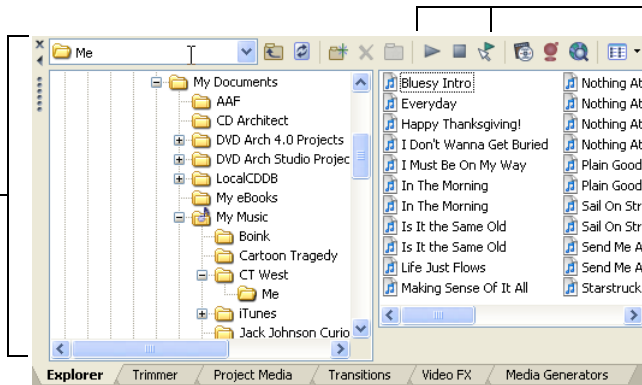 Me
My Documents
AAF
CD Architect
DVD Arch 4.0 Projects
DVD Arch Studio Projec
LocalCDDB
My eBooks
My Music
Boink
Cartoon Tragedy
CT West
Me
iTunes
Jack Johnson Curio
Bluesy Intro
Everyday
Happy Thanksgiving!
I Don't Wanna Get Buried
I Must Be On My Way
In The Morning
In The Morning
Is It the Same Old
Is It the Same Old
Life Just Flows
Making Sense Of It All
Nothing At
Nothing At
Nothing At
Nothing At
Plain Good
Plain Good
Sail On Str
Sail On Str
Send Me A
Send Me A
Starstruck
Explorer Trimmer Project Media Transitions Video FX Media Generators